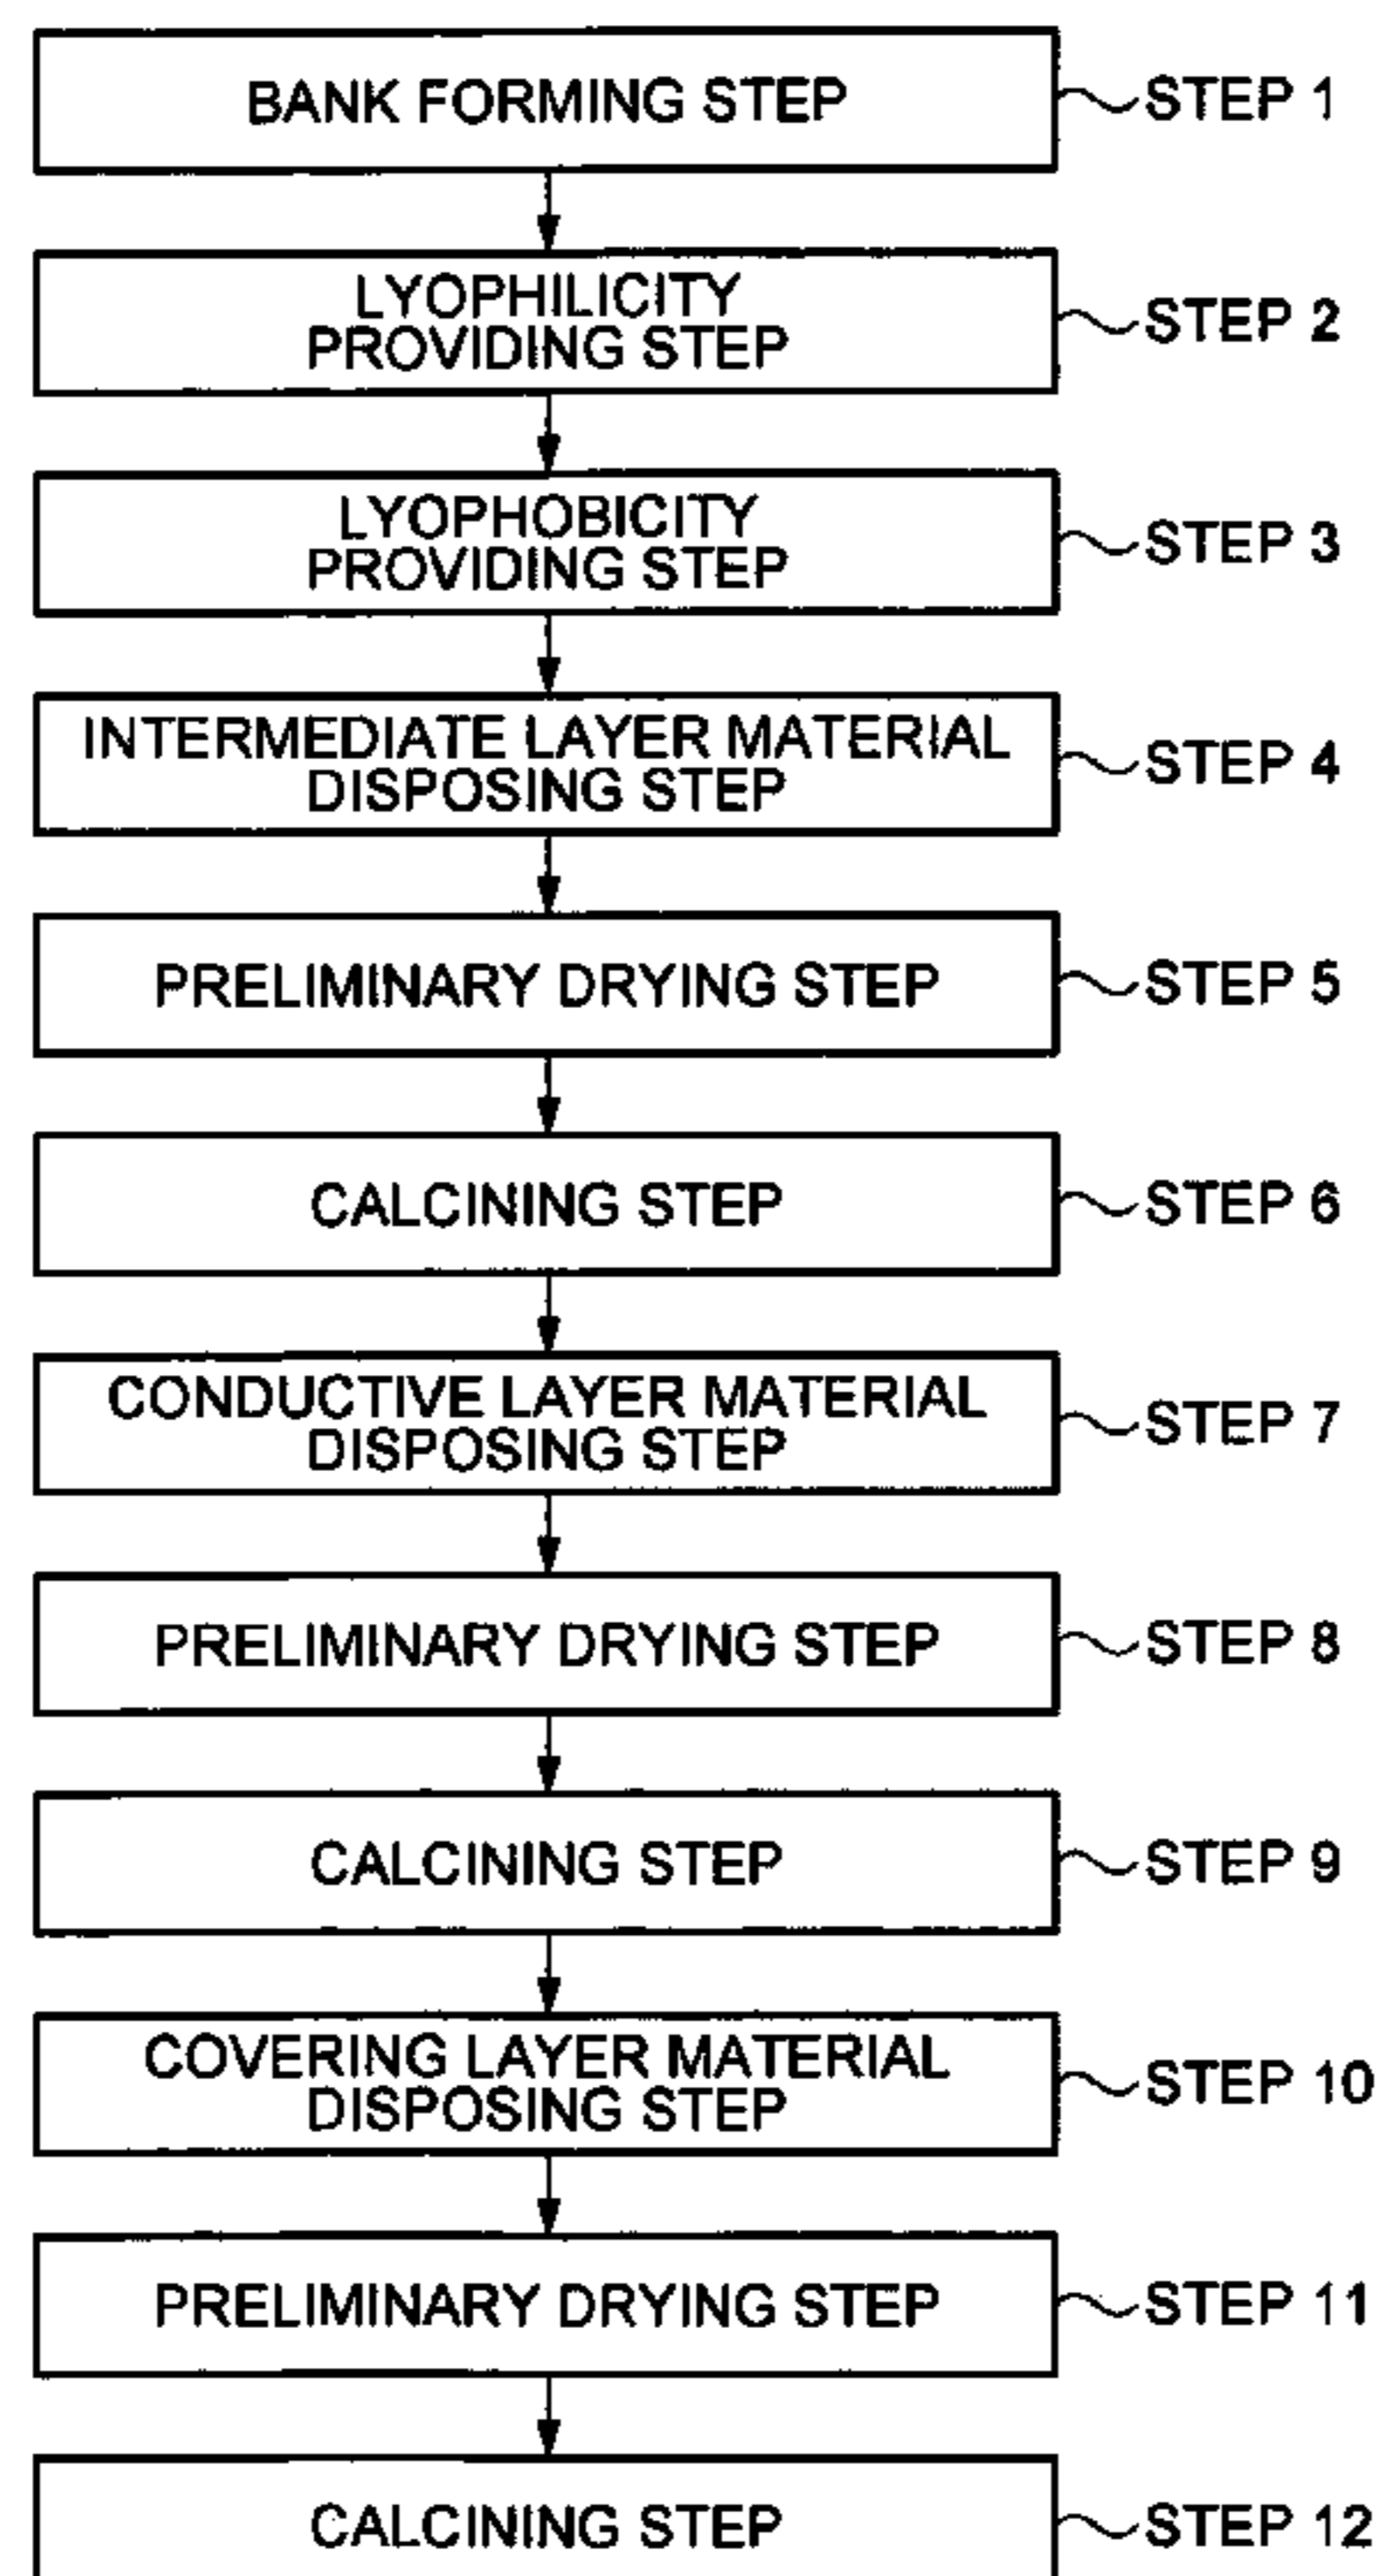 BANK FORMING STEP
STEP 1
LYOPHILICITY
PROVIDING STEP
STEP 2
LYOPHOBICITY
PROVIDING STEP
STEP 3
INTERMEDIATE LAYER MATERIAL
DISPOSING STEP
STEP 4
PRELIMINARY DRYING STEP
STEP 5
CALCINING STEP
STEP 6
CONDUCTIVE LAYER MATERIAL
DISPOSING STEP
STEP 7
PRELIMINARY DRYING STEP
STEP 8
CALCINING STEP
STEP 9
COVERING LAYER MATERIAL
DISPOSING STEP
STEP 10
PRELIMINARY DRYING STEP
STEP 11
CALCINING STEP
STEP 12